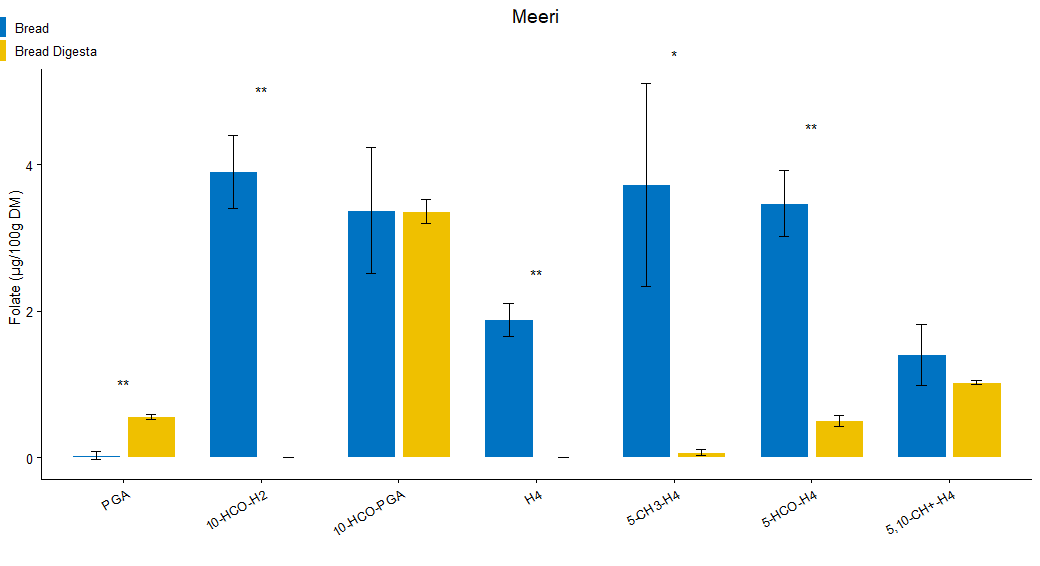 Meeri
Bread
Bread Digesta
Folate (µg/100g DM)
4
2
0
**
**
**
*
**
PGA
10-HCO-H2
10-HCO-PGA
H4
5-CH3-H4
5-HCO-H4
5,10-CH+-H4